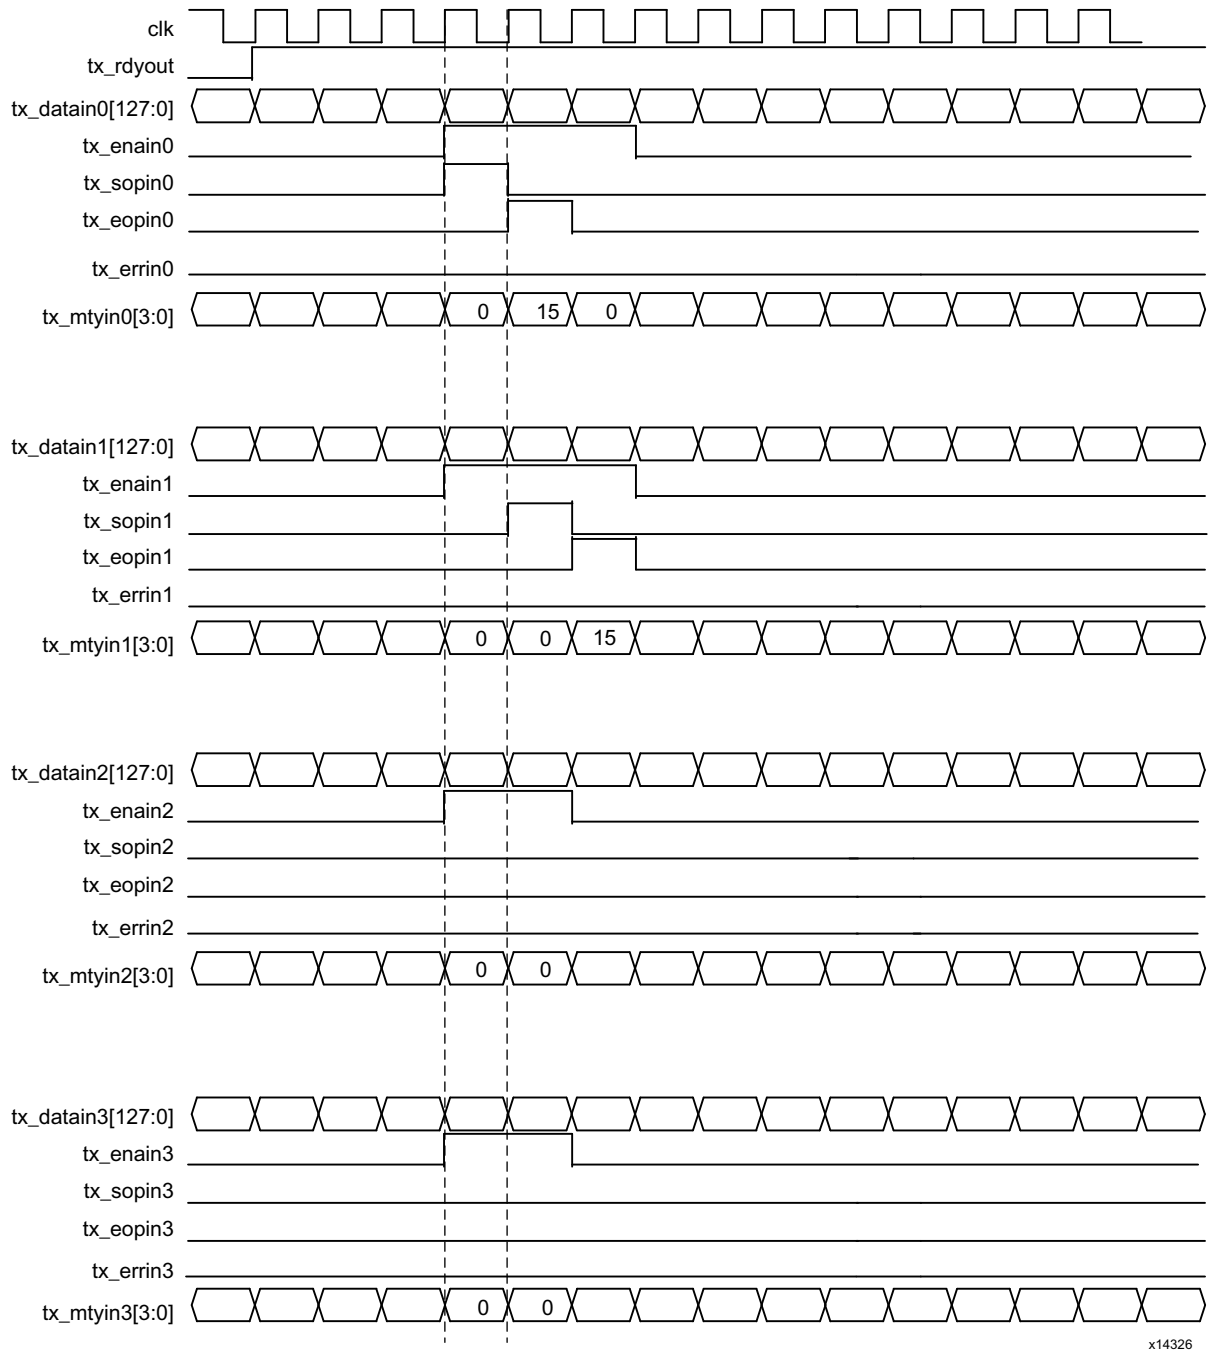 clk
tx_rdyout
tx_datain0[127:0]
tx_enain0
tx_sopin0
tx_eopin0
tx_errin0
tx_mtyin0[3:0] 0 15 0
tx_datain1[127:0]
tx_enain1
tx_sopin1
tx_eopin1
tx_errin1
tx_mtyin1[3:0] 0 0 15
tx_datain2[127:0]
tx_enain2
tx_sopin2
tx_eopin2
tx_errin2
tx_mtyin2[3:0] 0 0
tx_datain3[127:0]
tx_enain3
tx_sopin3
tx_eopin3
tx_errin3
tx_mtyin3[3:0] 0 0
x14326